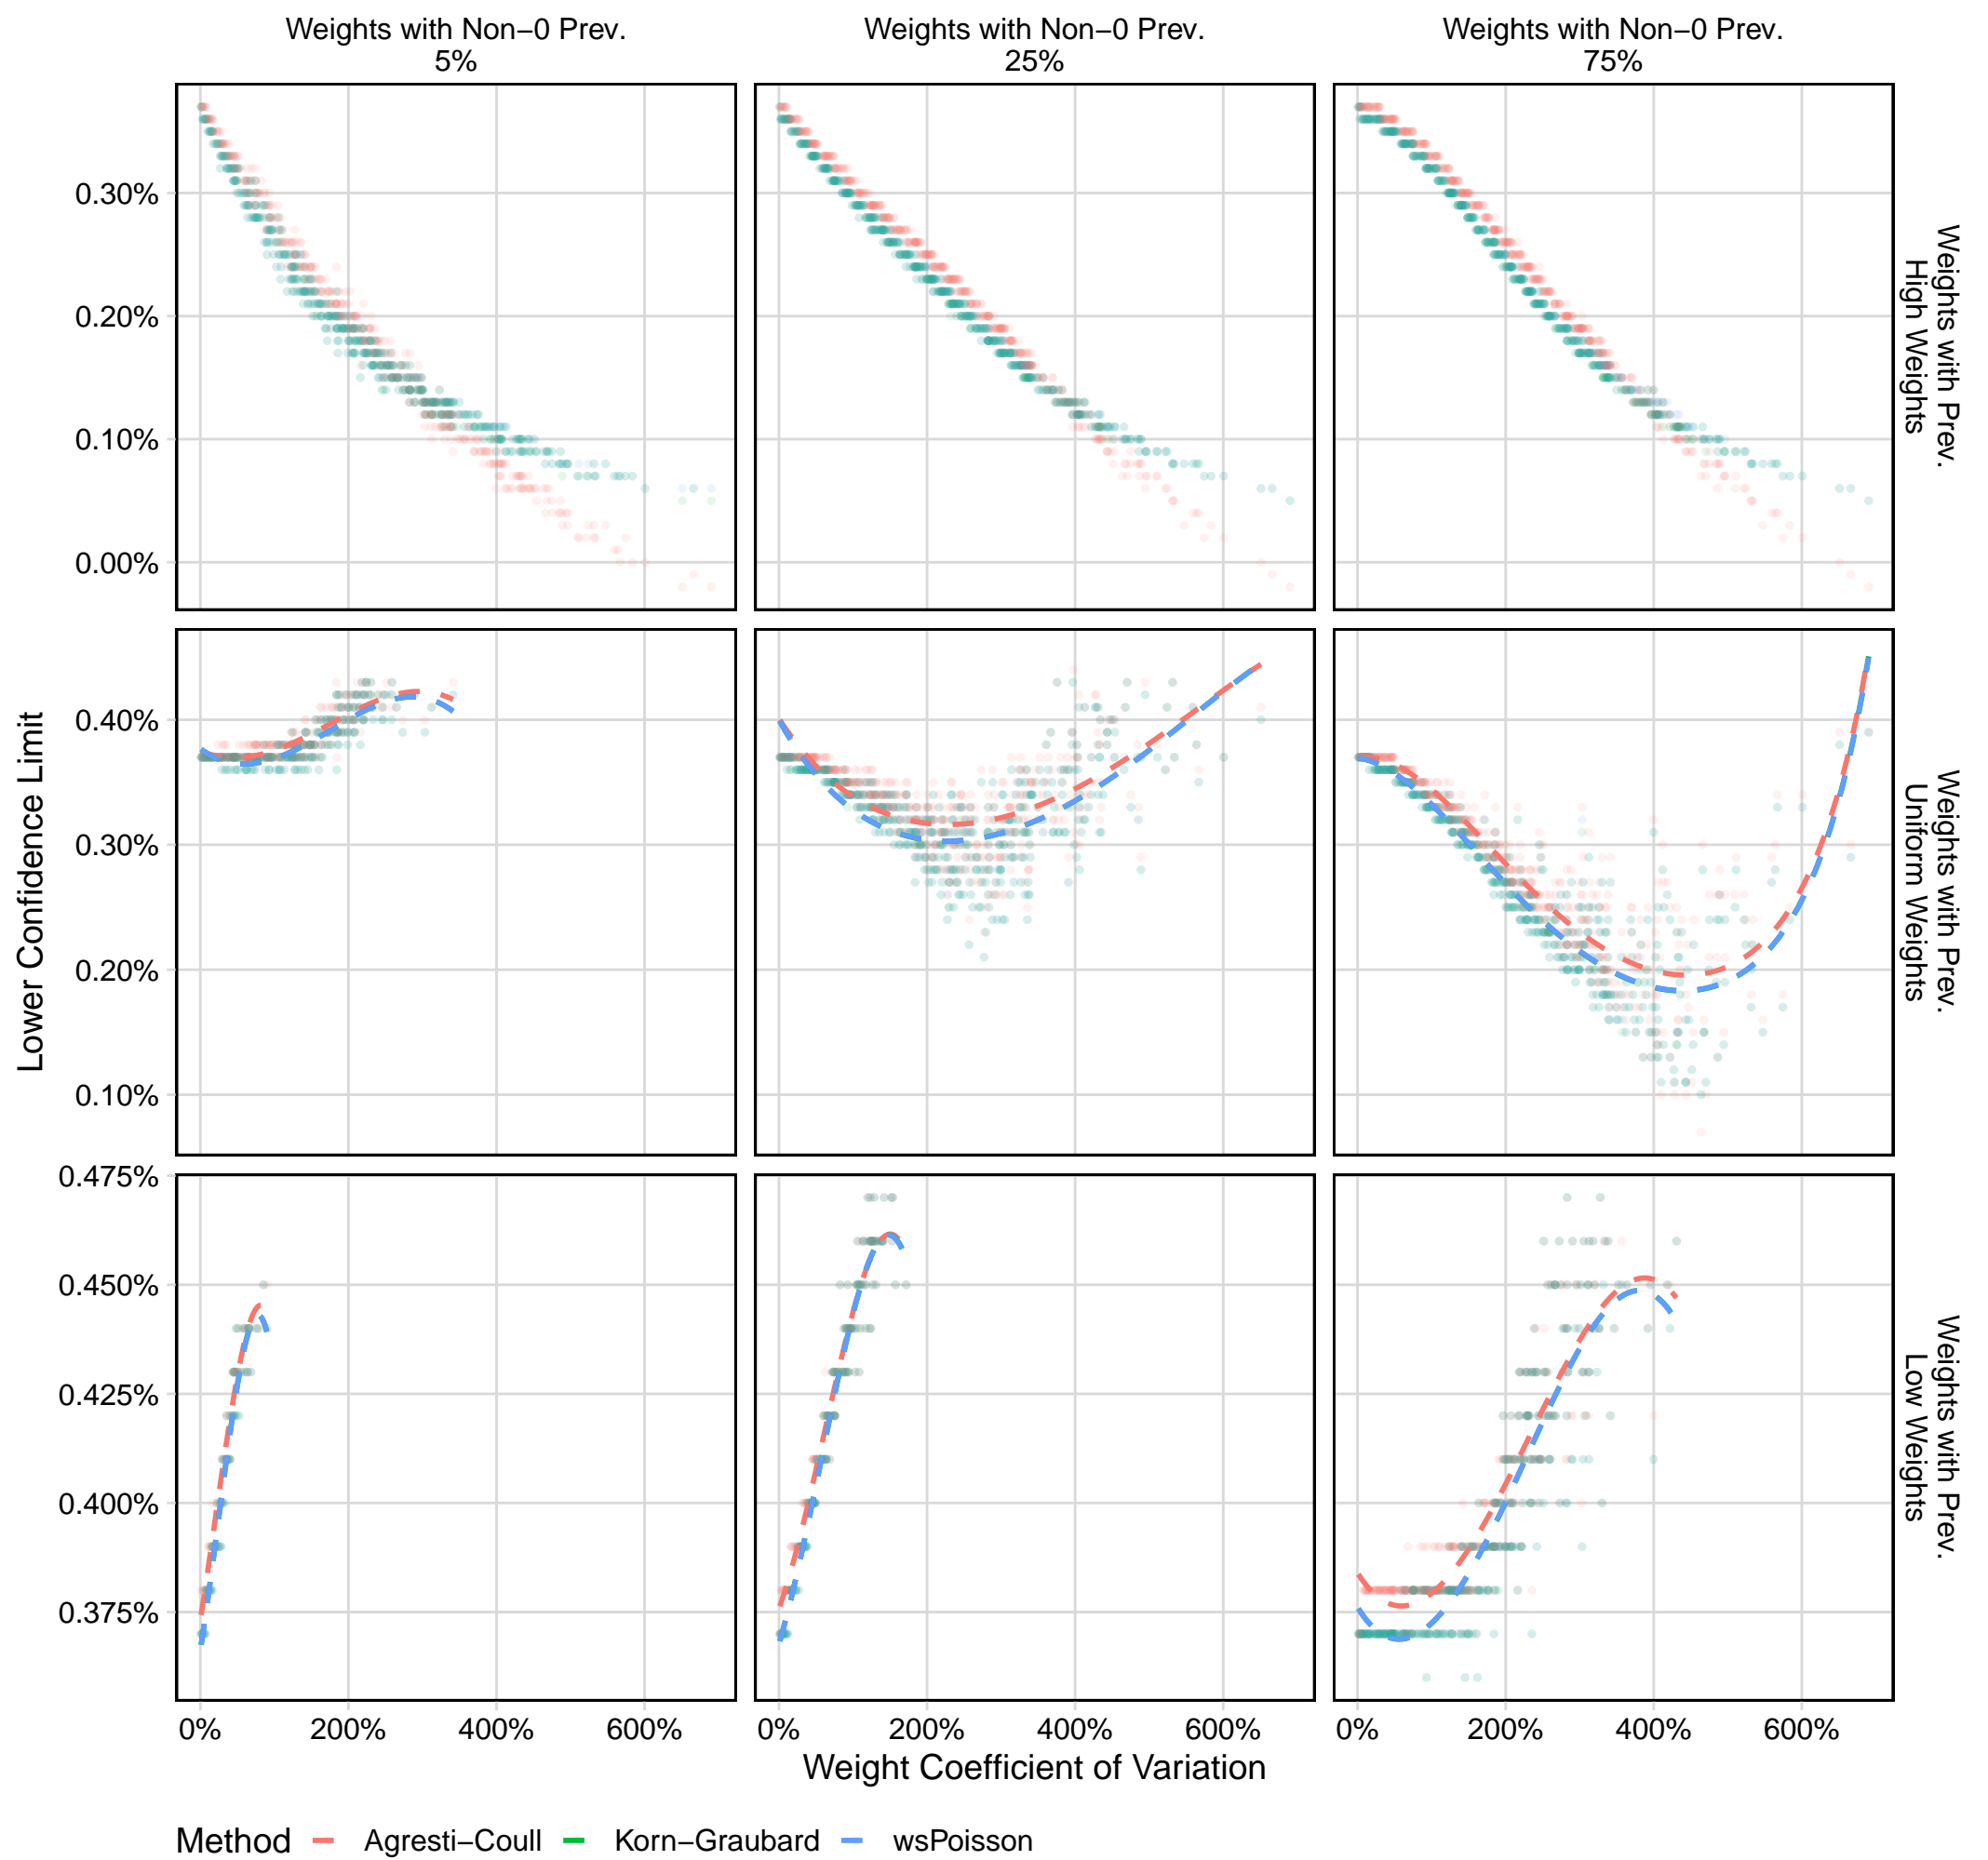 Weights with Non−0 Prev.
5%
Weights with Non−0 Prev.
25%
Weights with Non−0 Prev.
75%
0.30%
0.20%
0.10%
0.00%
Weights with Prev.
High Weights
Lower Confidence Limit
0.40%
0.30%
0.20%
0.10%
Weights with Prev.
Uniform Weights
0.475%
0.450%
0.425%
0.400%
0.375%
Weights with Prev.
Low Weights
0% 200% 400% 600%
0% 200% 400% 600%
0% 200% 400% 600%
Weight Coefficient of Variation
Method Agresti−Coull Korn−Graubard wsPoisson